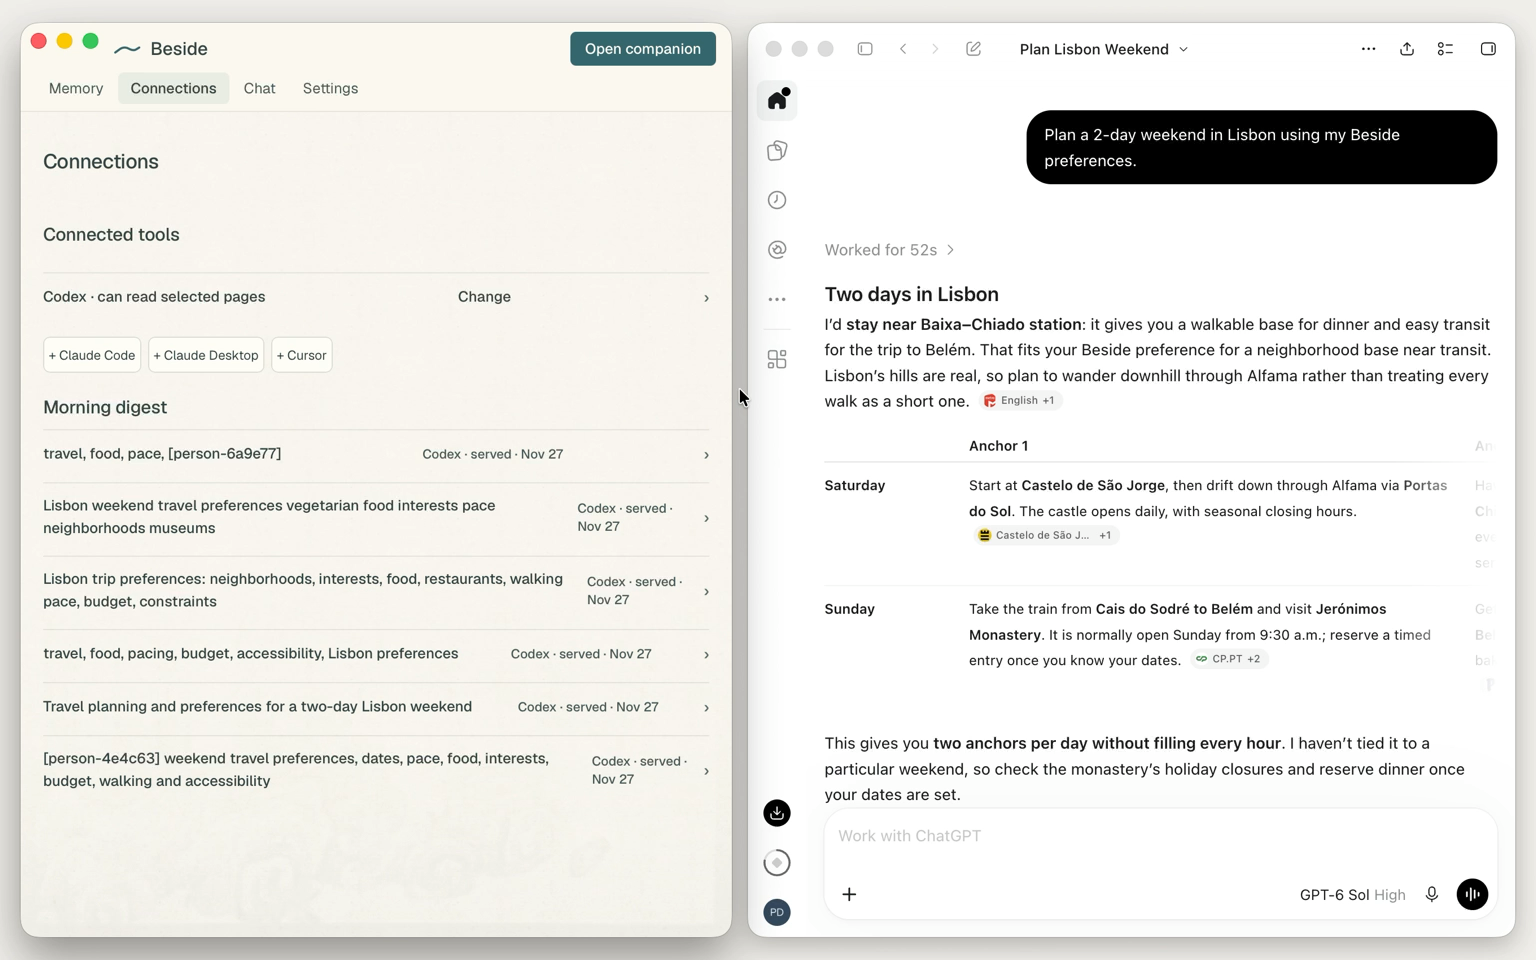 Beside
Open companion
Memory
Connections
Chat
Settings
Connections
Connected tools
Codex · can read selected pages
Change
+ Claude Code
+ Claude Desktop
+ Cursor
Morning digest
travel, food, pace, [person-6a9e77]
Codex · served · Nov 27
Lisbon weekend travel preferences vegetarian food interests pace
neighborhoods museums
Codex · served ·
Nov 27
Lisbon trip preferences: neighborhoods, interests, food, restaurants, walking
pace, budget, constraints
Codex · served ·
Nov 27
travel, food, pacing, budget, accessibility, Lisbon preferences
Codex · served · Nov 27
Travel planning and preferences for a two-day Lisbon weekend
Codex · served · Nov 27
[person-4e4c63] weekend travel preferences, dates, pace, food, interests,
budget, walking and accessibility
Codex · served ·
Nov 27
Plan Lisbon Weekend
Plan a 2-day weekend in Lisbon using my Beside
preferences.
Worked for 52s
Two days in Lisbon
I’d stay near Baixa–Chiado station: it gives you a walkable base for dinner and easy transit
for the trip to Belém. That fits your Beside preference for a neighborhood base near transit.
Lisbon’s hills are real, so plan to wander downhill through Alfama rather than treating every
walk as a short one.
English +1
Anchor 1
Saturday
Start at Castelo de São Jorge, then drift down through Alfama via Portas
do Sol. The castle opens daily, with seasonal closing hours.
Castelo de São J... +1
Sunday
Take the train from Cais do Sodré to Belém and visit Jerónimos
Monastery. It is normally open Sunday from 9:30 a.m.; reserve a timed
entry once you know your dates.
CP.PT +2
This gives you two anchors per day without filling every hour. I haven’t tied it to a
particular weekend, so check the monastery’s holiday closures and reserve dinner once
your dates are set.
Work with ChatGPT
GPT-6 Sol High
PD